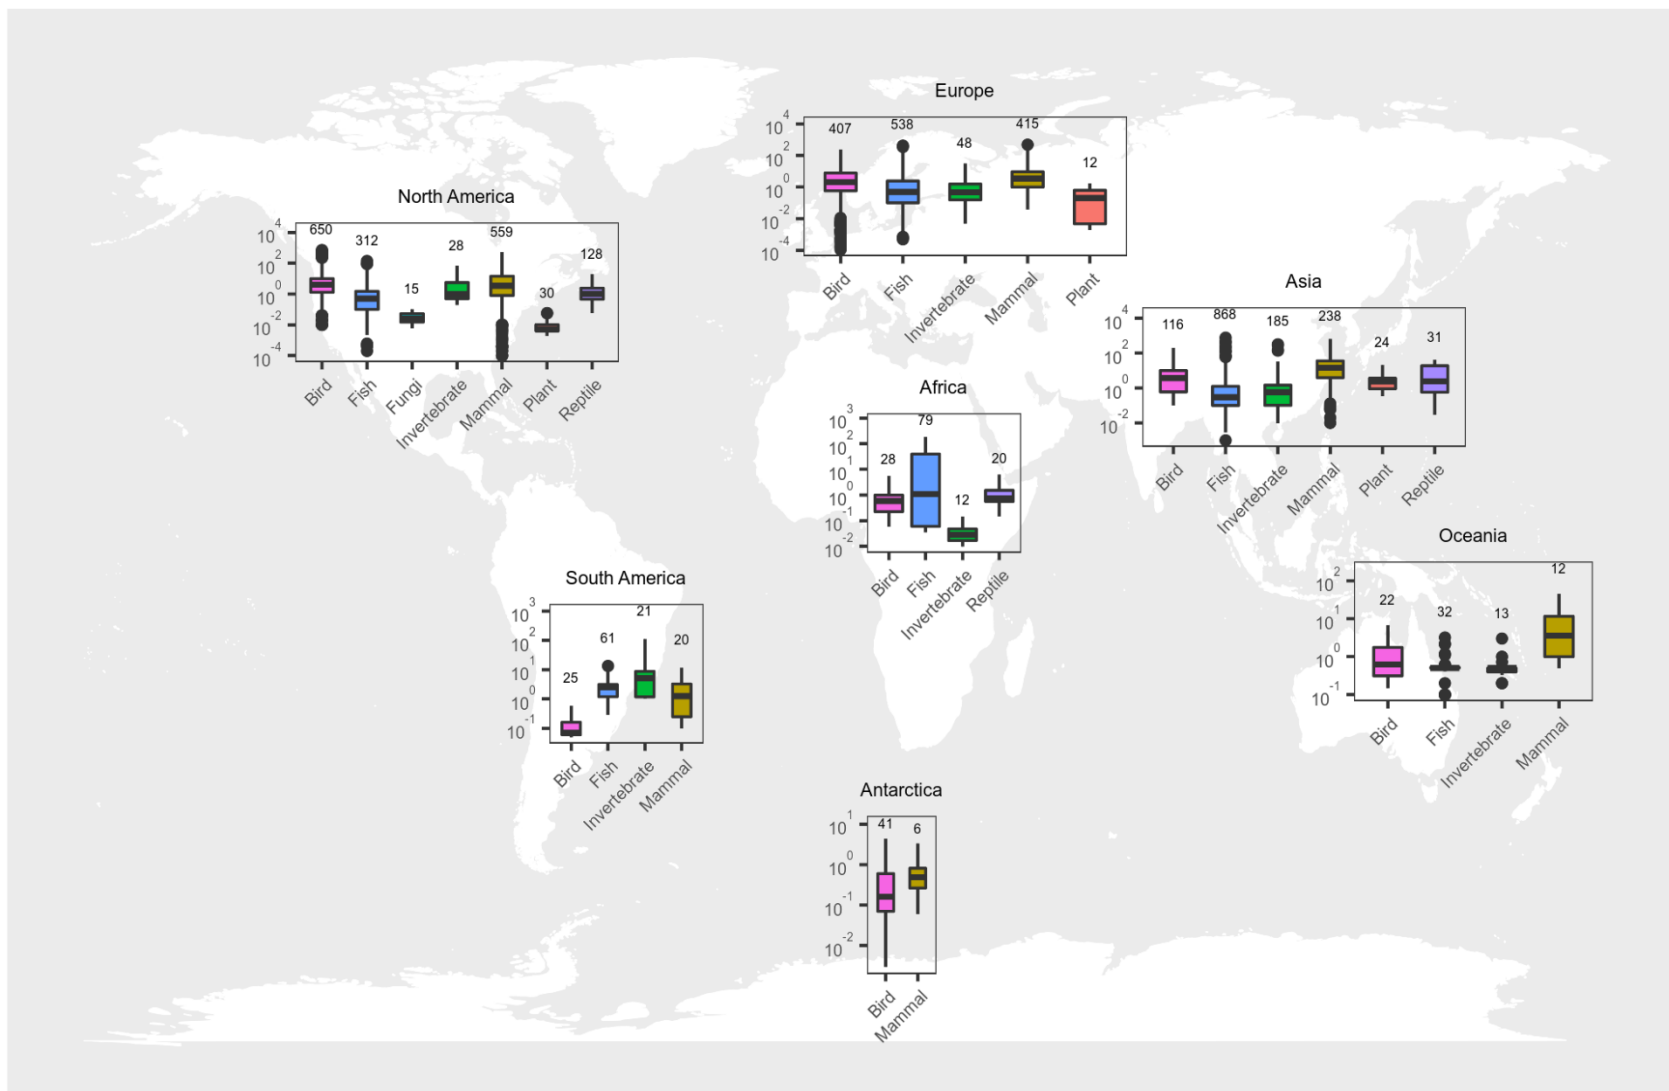 Europe
10^4
10^2
10^0
10^-2
10^-4
407
538
48
415
12
Bird
Fish
Invertebrate
Mammal
Plant
North America
10^4
10^2
10^0
10^-2
10^-4
650
312
15
28
559
30
128
Bird
Fish
Fungi
Invertebrate
Mammal
Plant
Reptile
Asia
10^4
10^2
10^0
10^-2
116
868
185
238
24
31
Bird
Fish
Invertebrate
Mammal
Plant
Reptile
Africa
10^3
10^2
10^1
10^0
10^-1
10^-2
28
79
12
20
Bird
Fish
Invertebrate
Reptile
Oceania
10^2
10^1
10^0
10^-1
22
32
13
12
Bird
Fish
Invertebrate
Mammal
South America
10^3
10^2
10^1
10^0
10^-1
25
61
21
20
Bird
Fish
Invertebrate
Mammal
Antarctica
10^1
10^0
10^-1
10^-2
41
6
Bird
Mammal